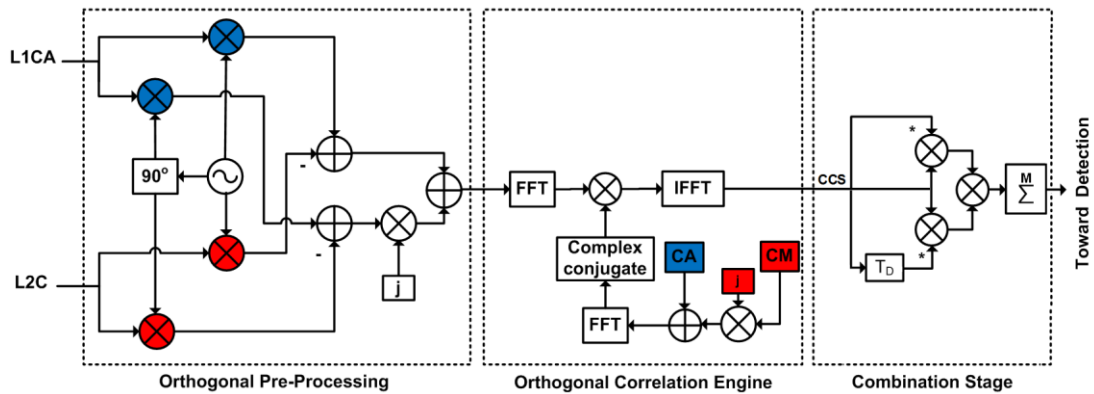 L1CA
90°
-
-
j
L2C
Orthogonal Pre-Processing
FFT
IFFT
Complex
conjugate
CA
CM
j
FFT
Orthogonal Correlation Engine
CCS
*
*
T_D
M
Σ
Combination Stage
Toward Detection